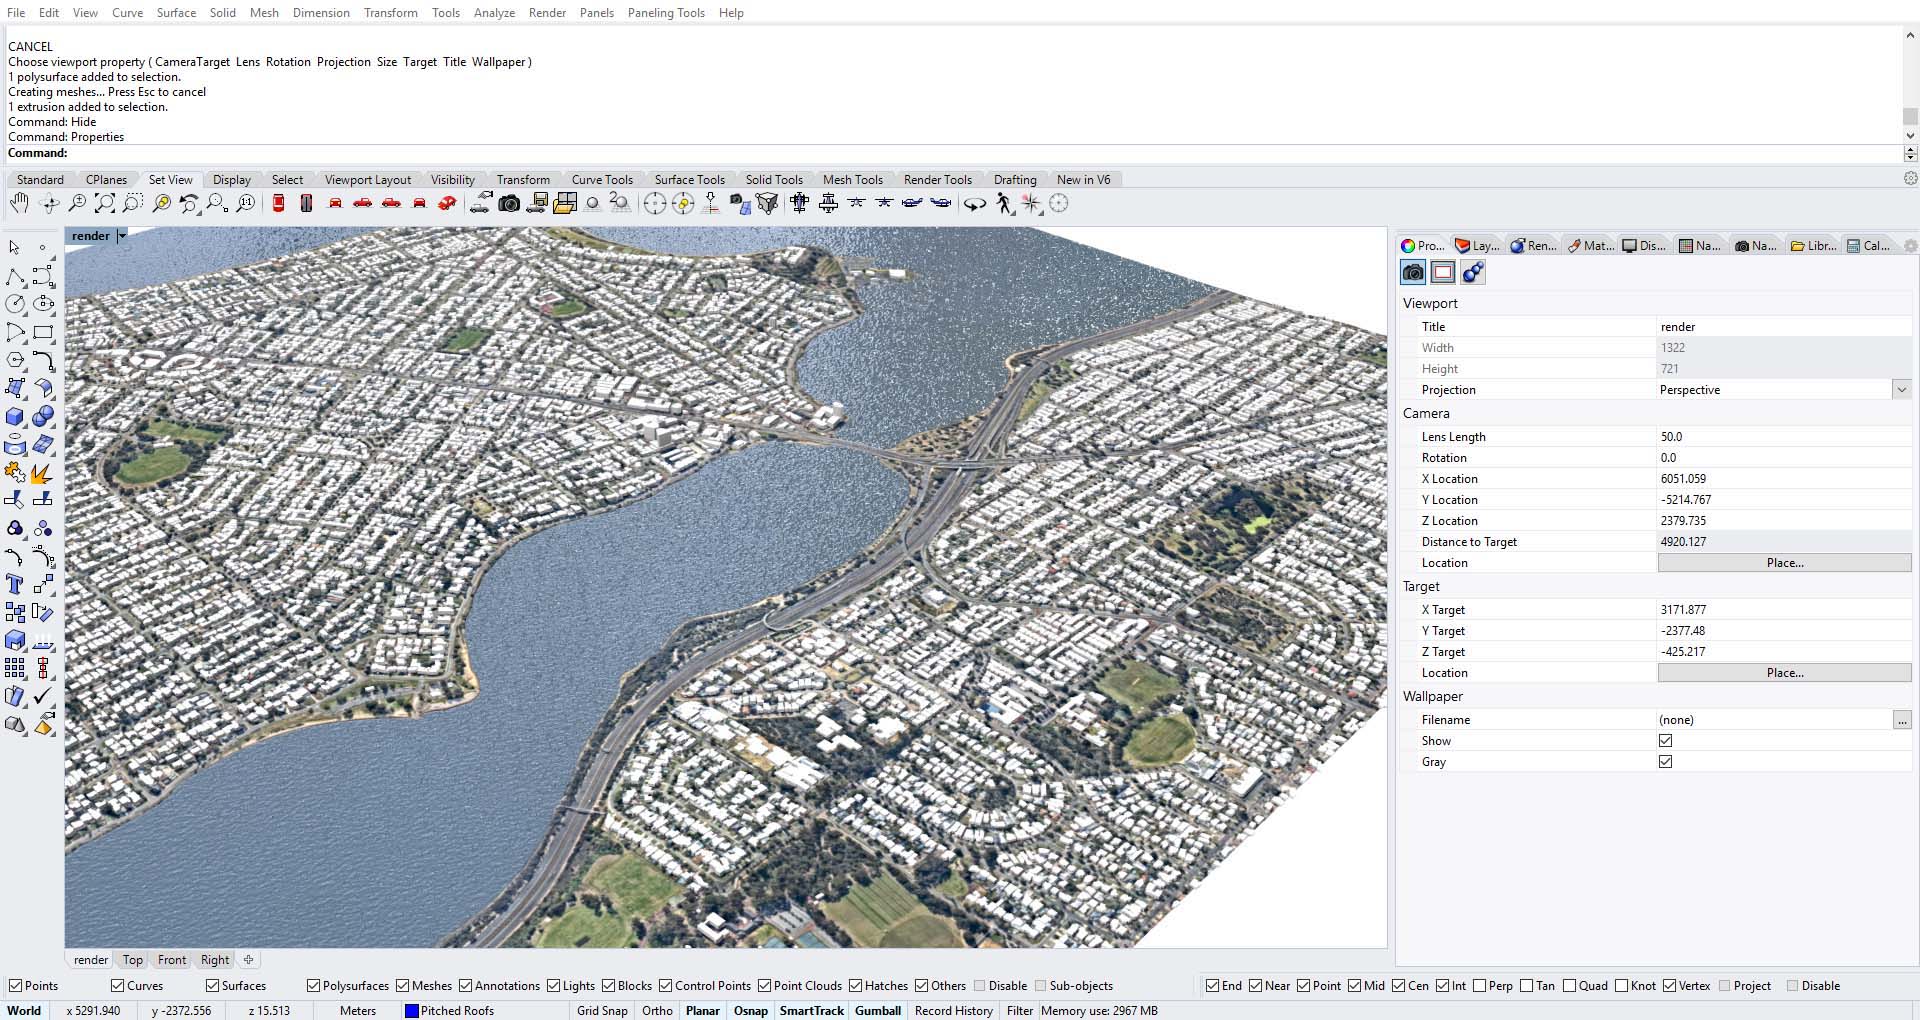 File Edit View Curve Surface Solid Mesh Dimension Transform Tools Analyze Render Panels Paneling Tools Help
CANCEL
Choose viewport property ( CameraTarget Lens Rotation Projection Size Target Title Wallpaper )
1 polysurface added to selection.
Creating meshes... Press Esc to cancel
1 extrusion added to selection.
Command: Hide
Command: Properties
Command:
Standard CPlanes Set View Display Select Viewport Layout Visibility Transform Curve Tools Surface Tools Solid Tools Mesh Tools Render Tools Drafting New in V6
render
Pro... Lay... Ren... Mat... Dis... Na... Na... Libr... Cal...
Viewport
Title render
Width 1322
Height 721
Projection Perspective
Camera
Lens Length 50.0
Rotation 0.0
X Location 6051.059
Y Location -5214.767
Z Location 2379.735
Distance to Target 4920.127
Location Place...
Target
X Target 3171.877
Y Target -2377.48
Z Target -425.217
Location Place...
Wallpaper
Filename (none) ...
Show
Gray
render Top Front Right
Points Curves Surfaces Polysurfaces Meshes Annotations Lights Blocks Control Points Point Clouds Hatches Others Disable Sub-objects End Near Point Mid Cen Int Perp Tan Quad Knot Vertex Project Disable
World x 5291.940 y -2372.556 z 15.513 Meters Pitched Roofs Grid Snap Ortho Planar Osnap SmartTrack Gumball Record History Filter Memory use: 2967 MB